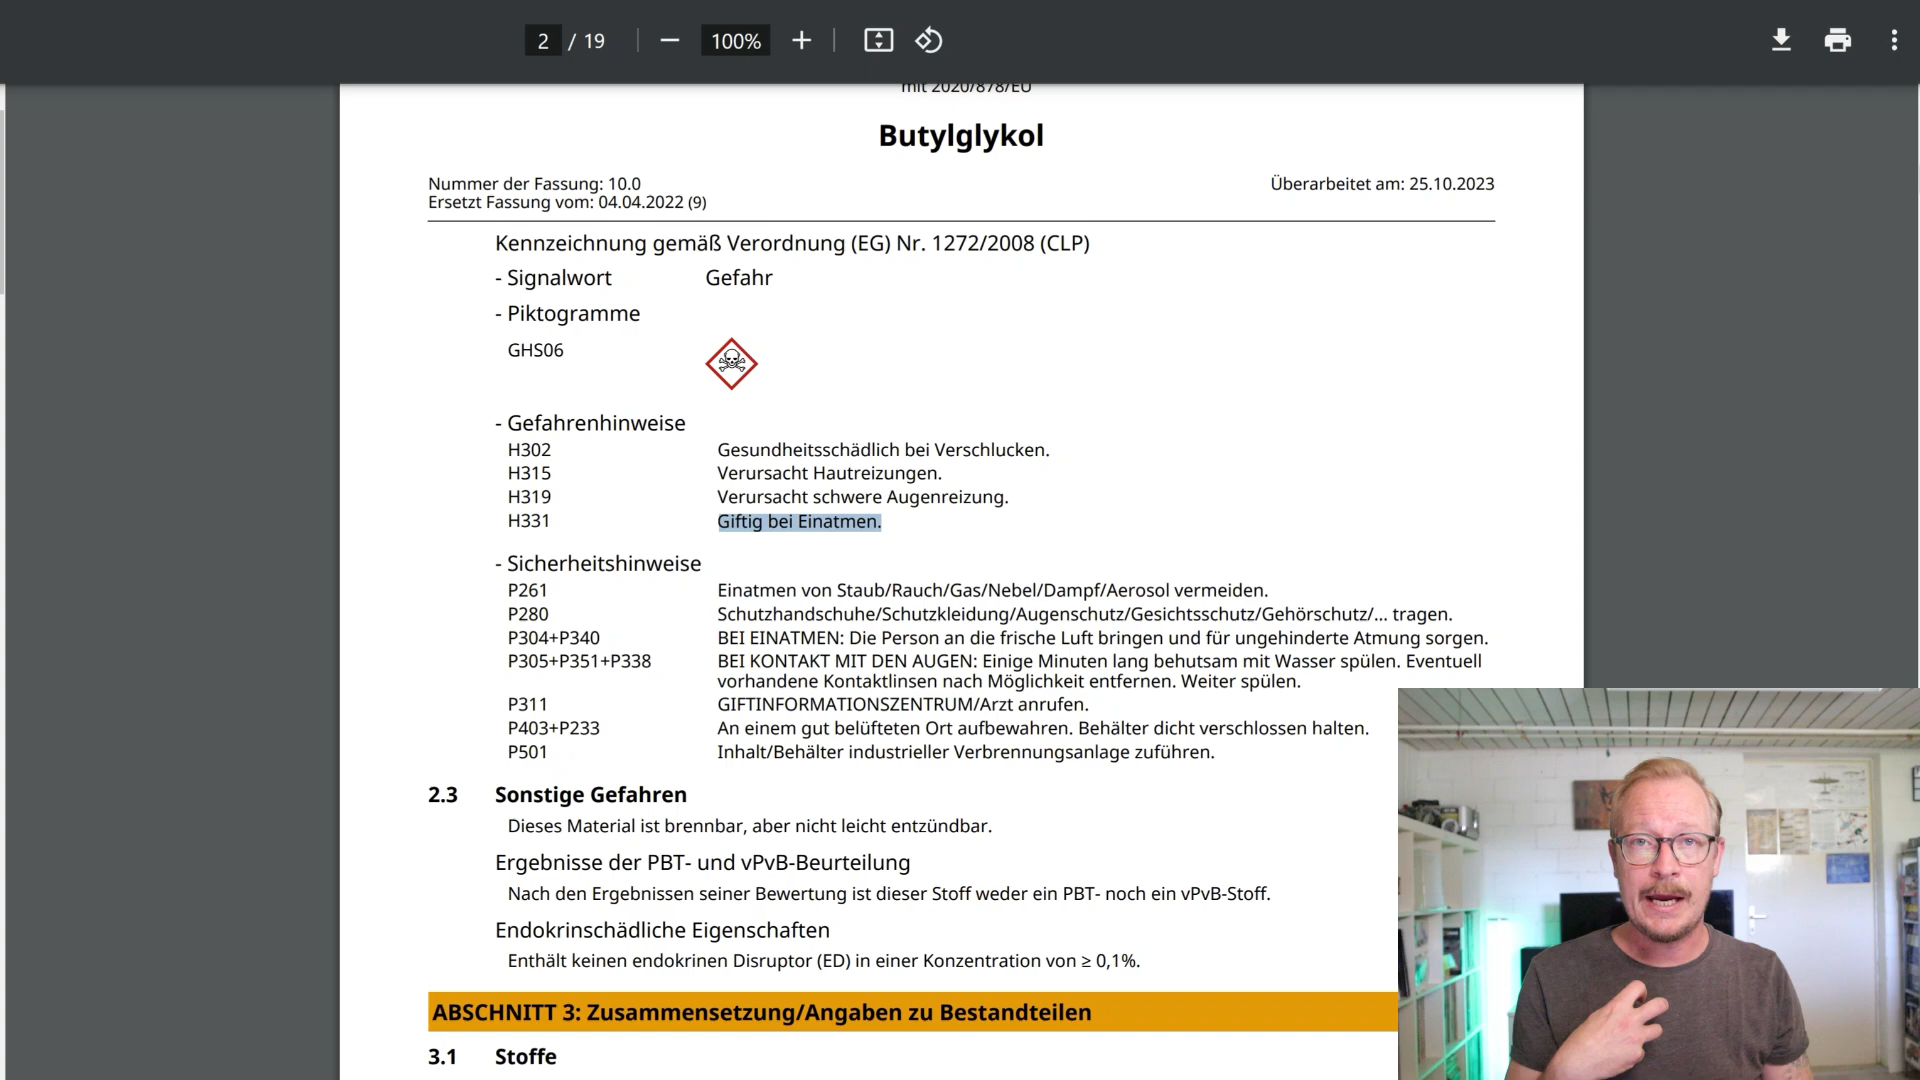 2 / 19 100%
mit 2020/878/EU
Butylglykol
Nummer der Fassung: 10.0 Überarbeitet am: 25.10.2023
Ersetzt Fassung vom: 04.04.2022 (9)
Kennzeichnung gemäß Verordnung (EG) Nr. 1272/2008 (CLP)
- Signalwort Gefahr
- Piktogramme
GHS06
- Gefahrenhinweise
H302 Gesundheitsschädlich bei Verschlucken.
H315 Verursacht Hautreizungen.
H319 Verursacht schwere Augenreizung.
H331 Giftig bei Einatmen.
- Sicherheitshinweise
P261 Einatmen von Staub/Rauch/Gas/Nebel/Dampf/Aerosol vermeiden.
P280 Schutzhandschuhe/Schutzkleidung/Augenschutz/Gesichtsschutz/Gehörschutz/... tragen.
P304+P340 BEI EINATMEN: Die Person an die frische Luft bringen und für ungehinderte Atmung sorgen.
P305+P351+P338 BEI KONTAKT MIT DEN AUGEN: Einige Minuten lang behutsam mit Wasser spülen. Eventuell
vorhandene Kontaktlinsen nach Möglichkeit entfernen. Weiter spülen.
P311 GIFTINFORMATIONSZENTRUM/Arzt anrufen.
P403+P233 An einem gut belüfteten Ort aufbewahren. Behälter dicht verschlossen halten.
P501 Inhalt/Behälter industrieller Verbrennungsanlage zuführen.
2.3 Sonstige Gefahren
Dieses Material ist brennbar, aber nicht leicht entzündbar.
Ergebnisse der PBT- und vPvB-Beurteilung
Nach den Ergebnissen seiner Bewertung ist dieser Stoff weder ein PBT- noch ein vPvB-Stoff.
Endokrinschädliche Eigenschaften
Enthält keinen endokrinen Disruptor (ED) in einer Konzentration von ≥ 0,1%.
ABSCHNITT 3: Zusammensetzung/Angaben zu Bestandteilen
3.1 Stoffe